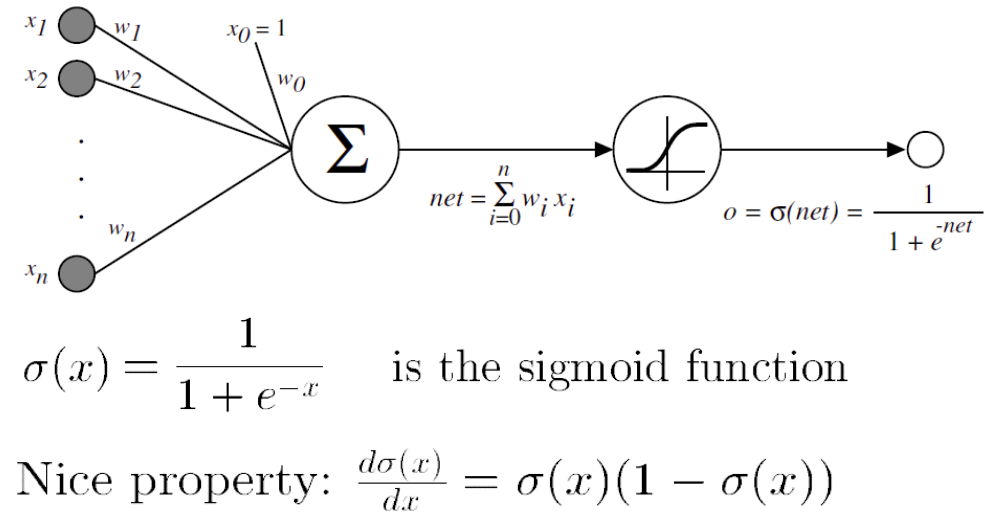 x1 w1 x0 = 1
x2 w2 w0
.
.
.
wn
xn
Σ
net = Σ_{i=0}^{n} wi xi
o = σ(net) = 1 / (1 + e^{-net})
σ(x) = 1 / (1 + e^{−x}) is the sigmoid function
Nice property: dσ(x)/dx = σ(x)(1 − σ(x))